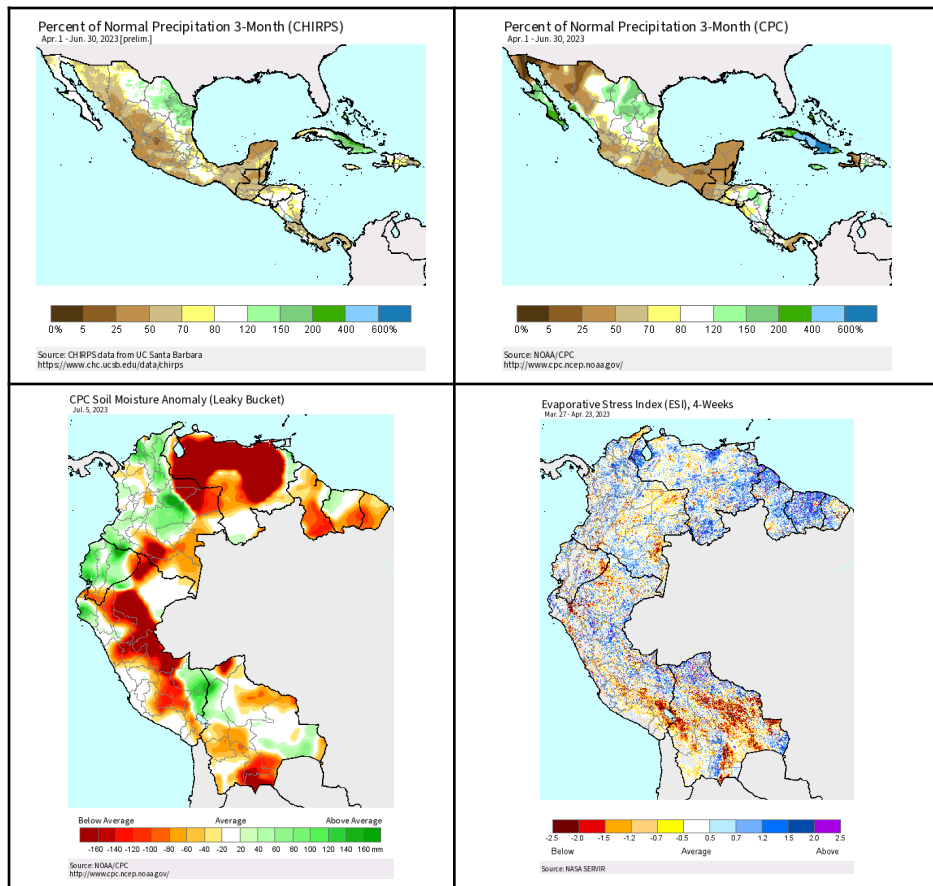 Percent of Normal Precipitation 3-Month (CHIRPS)
Apr. 1 - Jun. 30, 2023 [prelim.]
0% 5 25 50 70 80 120 150 200 400 600%
Source: CHIRPS data from UC Santa Barbara
https://www.chc.ucsb.edu/data/chirps
Percent of Normal Precipitation 3-Month (CPC)
Apr. 1 - Jun. 30, 2023
0% 5 25 50 70 80 120 150 200 400 600%
Source: NOAA/CPC
http://www.cpc.ncep.noaa.gov/
CPC Soil Moisture Anomaly (Leaky Bucket)
Jul. 5, 2023
Below Average Average Above Average
-160 -140 -120 -100 -80 -60 -40 -20 20 40 60 80 100 120 140 160 mm
Source: NOAA/CPC
http://www.cpc.ncep.noaa.gov/
Evaporative Stress Index (ESI), 4-Weeks
Mar. 27 - Apr. 23, 2023
-2.5 -2.0 -1.5 -1.2 -0.7 -0.5 0.5 0.7 1.2 1.5 2.0 2.5
Below Average Above
Source: NASA SERVIR